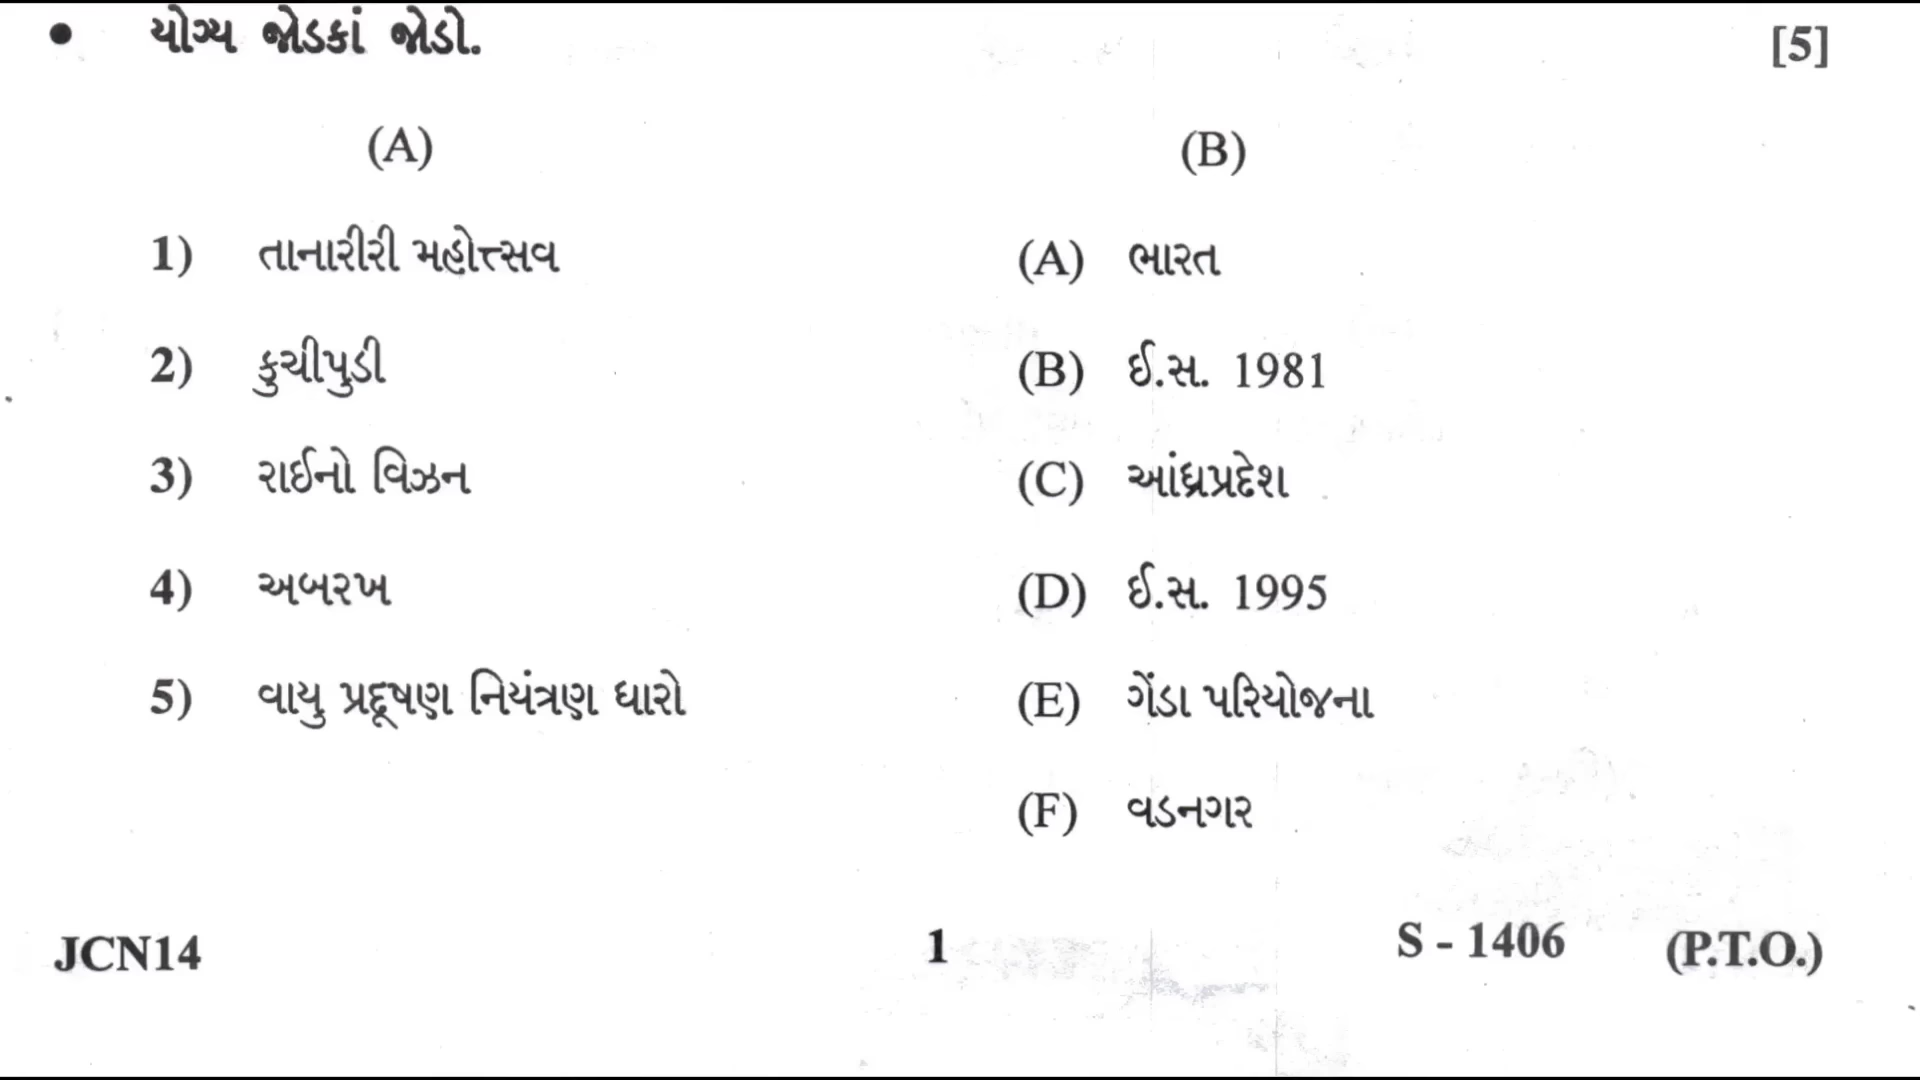 • યોગ્ય જોડકાં જોડો. [5]
(A) (B)
1) તાનારીરી મહોત્ત્સવ (A) ભારત
2) કુચીપુડી (B) ઈ.સ. 1981
3) રાઈનો વિઝન (C) આંધ્રપ્રદેશ
4) અબરખ (D) ઈ.સ. 1995
5) વાયુ પ્રદૂષણ નિયંત્રણ ધારો (E) ગેંડા પરિયોજના
(F) વડનગર
JCN14 1 S - 1406 (P.T.O.)